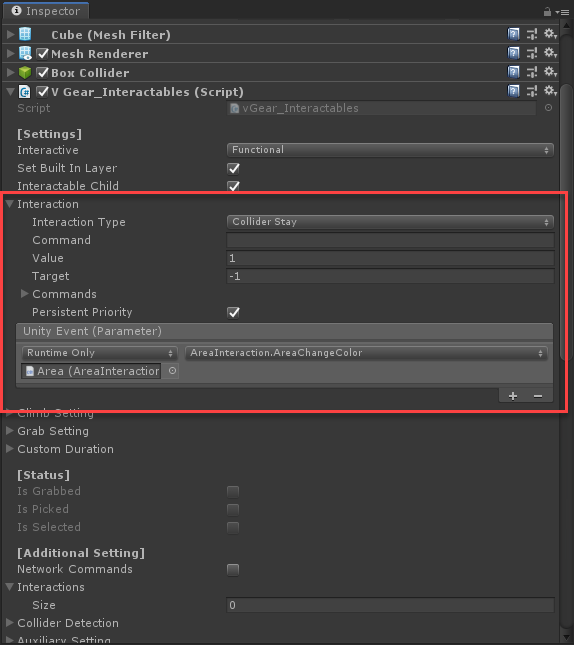 Inspector
Cube (Mesh Filter)
Mesh Renderer
Box Collider
V Gear_Interactables (Script)
Script vGear_Interactables
[Settings]
Interactive Functional
Set Built In Layer
Interactable Child
Interaction
Interaction Type Collider Stay
Command
Value 1
Target -1
Commands
Persistent Priority
Unity Event (Parameter)
Runtime Only AreaInteraction.AreaChangeColor
Area (AreaInteraction
Climb Setting
Grab Setting
Custom Duration
[Status]
Is Grabbed
Is Picked
Is Selected
[Additional Setting]
Network Commands
Interactions
Size 0
Collider Detection
Auxiliary Setting